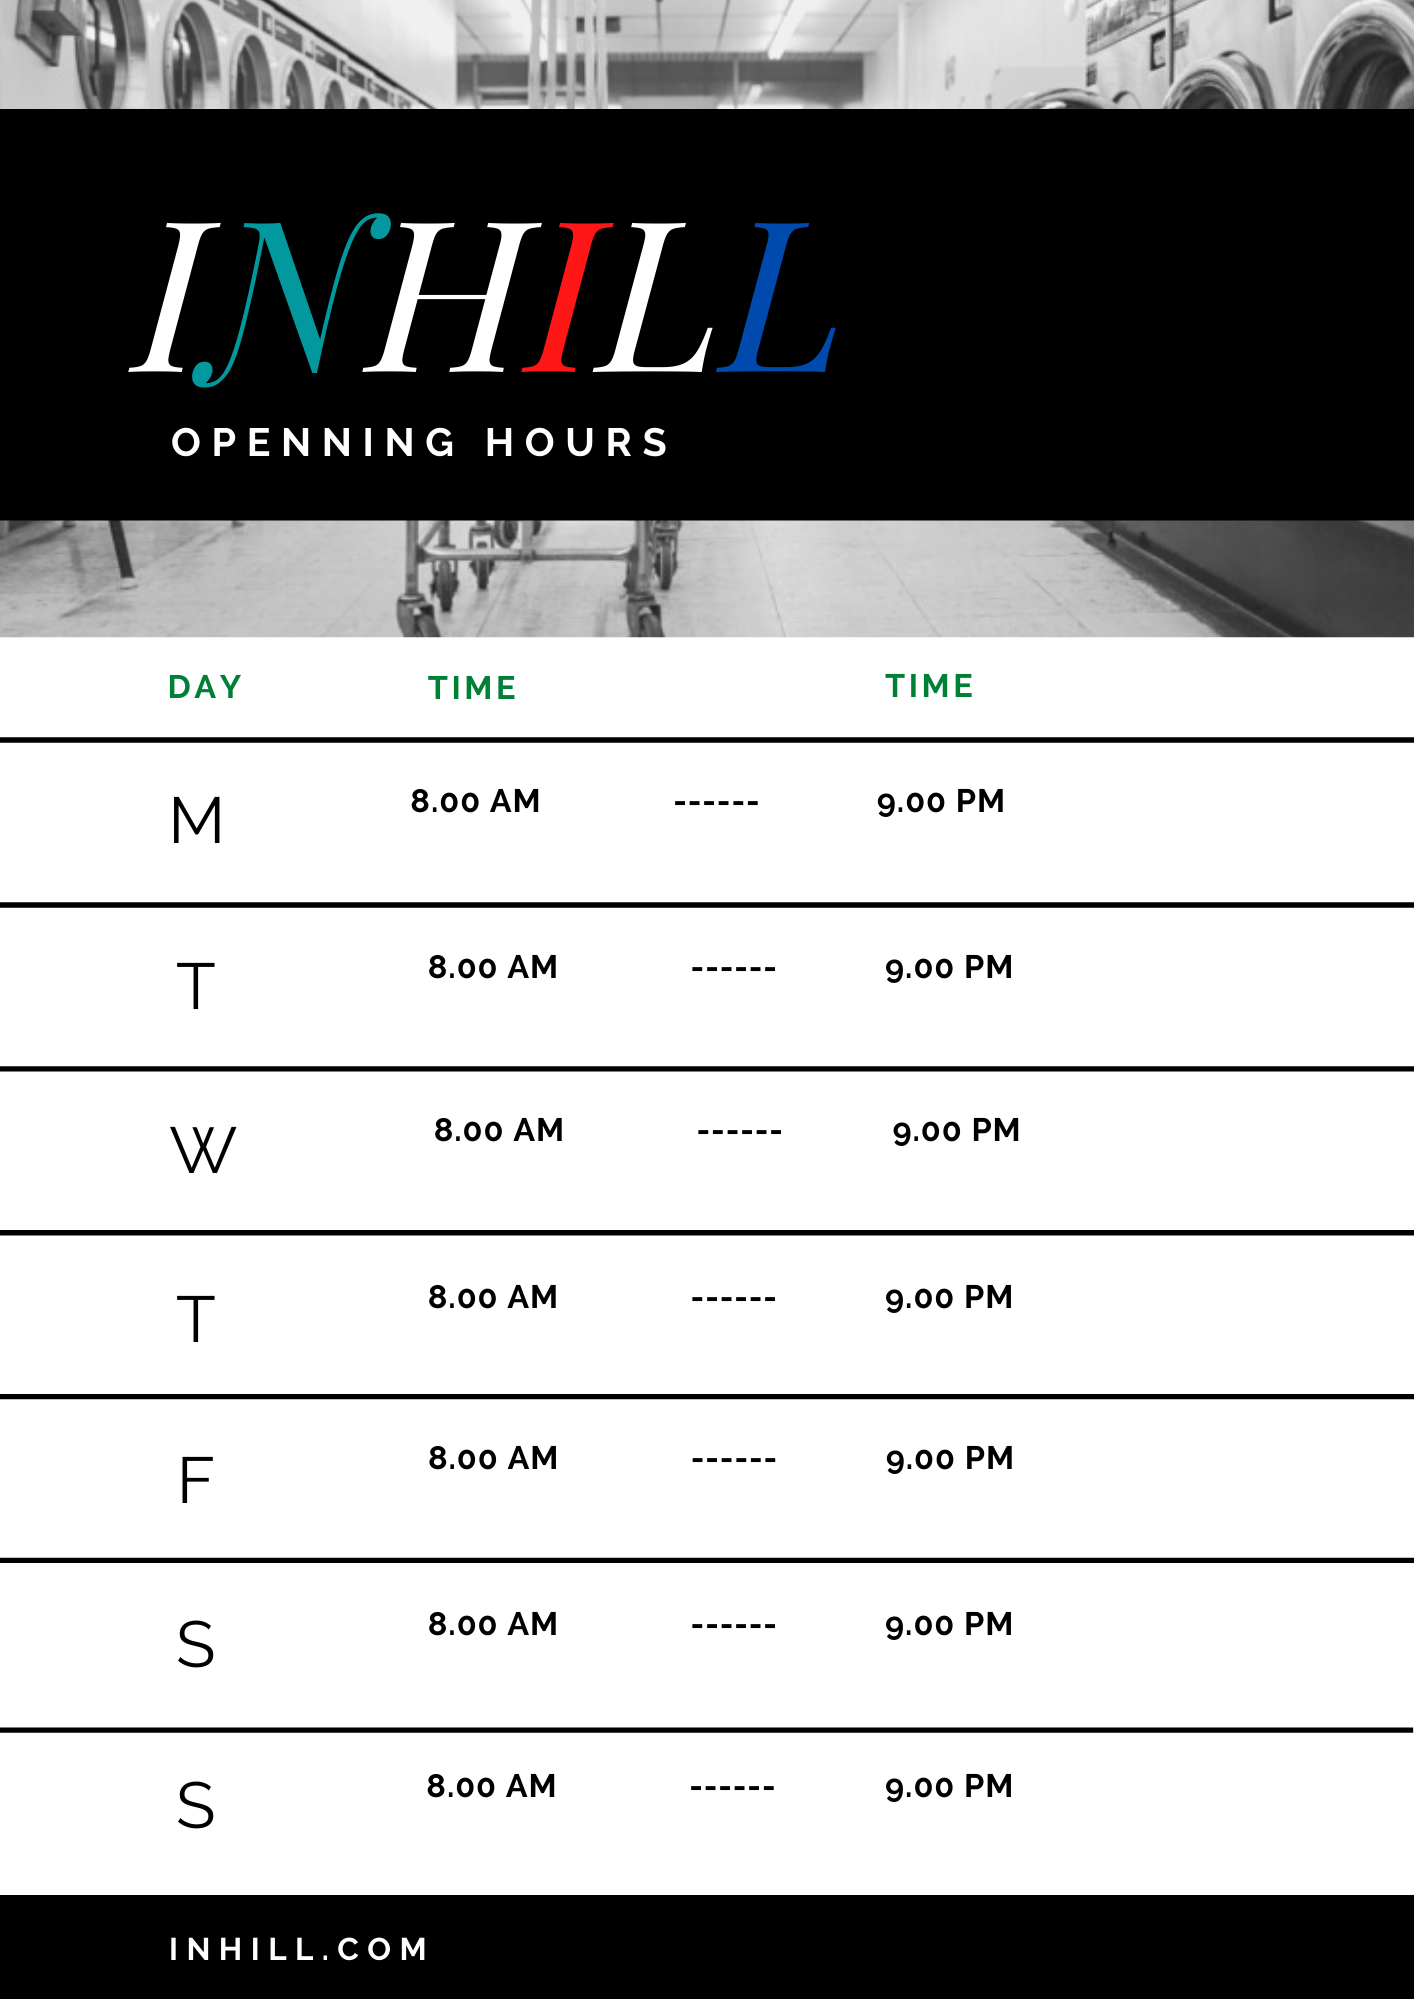 INHILL
OPENNING HOURS
DAY TIME TIME
M 8.00 AM ------ 9.00 PM
T 8.00 AM ------ 9.00 PM
W 8.00 AM ------ 9.00 PM
T 8.00 AM ------ 9.00 PM
F 8.00 AM ------ 9.00 PM
S 8.00 AM ------ 9.00 PM
S 8.00 AM ------ 9.00 PM
INHILL.COM